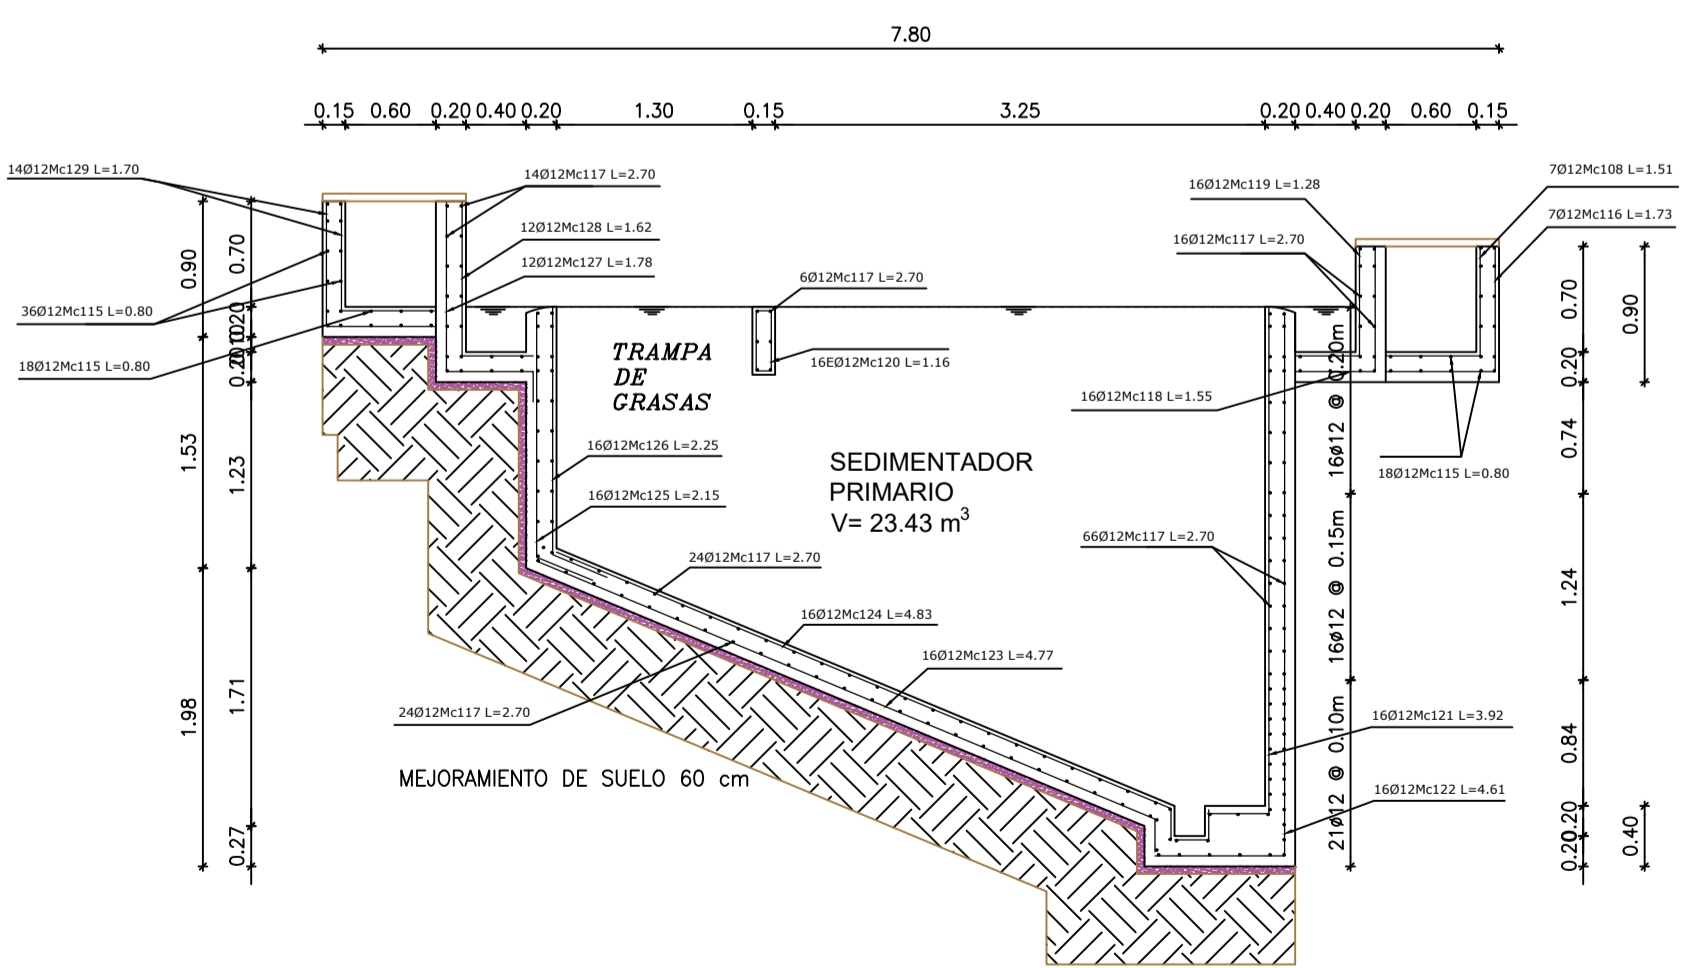 7.80
0.15 0.60 0.20 0.40 0.20 1.30 0.15 3.25 0.20 0.40 0.20 0.60 0.15
14Ø12Mc129 L=1.70
14Ø12Mc117 L=2.70
12Ø12Mc128 L=1.62
12Ø12Mc127 L=1.78
36Ø12Mc115 L=0.80
18Ø12Mc115 L=0.80
6Ø12Mc117 L=2.70
16EØ12Mc120 L=1.16
16Ø12Mc119 L=1.28
16Ø12Mc117 L=2.70
7Ø12Mc108 L=1.51
7Ø12Mc116 L=1.73
16Ø12Mc118 L=1.55
18Ø12Mc115 L=0.80
TRAMPA
DE
GRASAS
SEDIMENTADOR
PRIMARIO
V= 23.43 m3
16Ø12Mc126 L=2.25
16Ø12Mc125 L=2.15
24Ø12Mc117 L=2.70
16Ø12Mc124 L=4.83
16Ø12Mc123 L=4.77
24Ø12Mc117 L=2.70
66Ø12Mc117 L=2.70
16Ø12Mc121 L=3.92
16Ø12Mc122 L=4.61
MEJORAMIENTO DE SUELO 60 cm
0.90
1.53
1.98
0.70
0.20
1.23
1.71
0.27
16Ø12 @ 0.20m
16Ø12 @ 0.15m
21Ø12 @ 0.10m
0.70
0.20
0.74
1.24
0.84
0.20
0.20
0.90
0.40